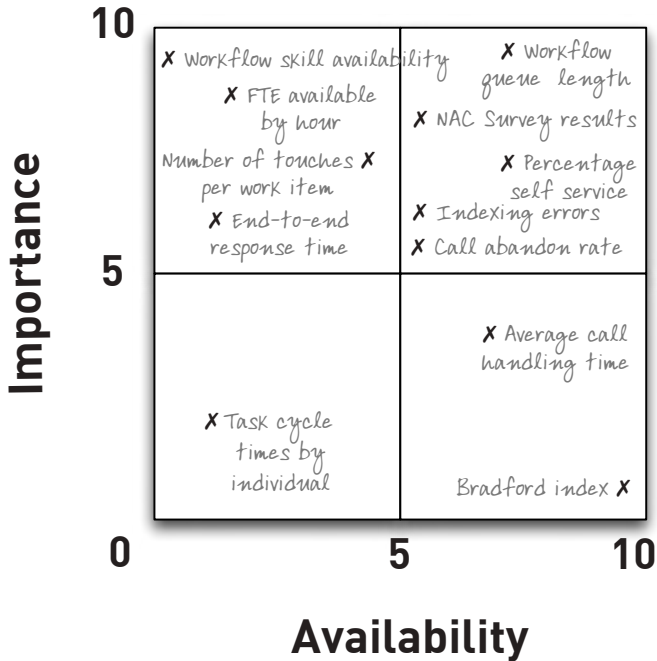 10
✗ Workflow skill availability
✗ Workflow
queue length
✗ FTE available
by hour
✗ NAC Survey results
Number of touches ✗
per work item
✗ Percentage
self service
✗ End-to-end
response time
✗ Indexing errors
✗ Call abandon rate
5
Importance
✗ Average call
handling time
✗ Task cycle
times by
individual
Bradford index ✗
0
5
10
Availability